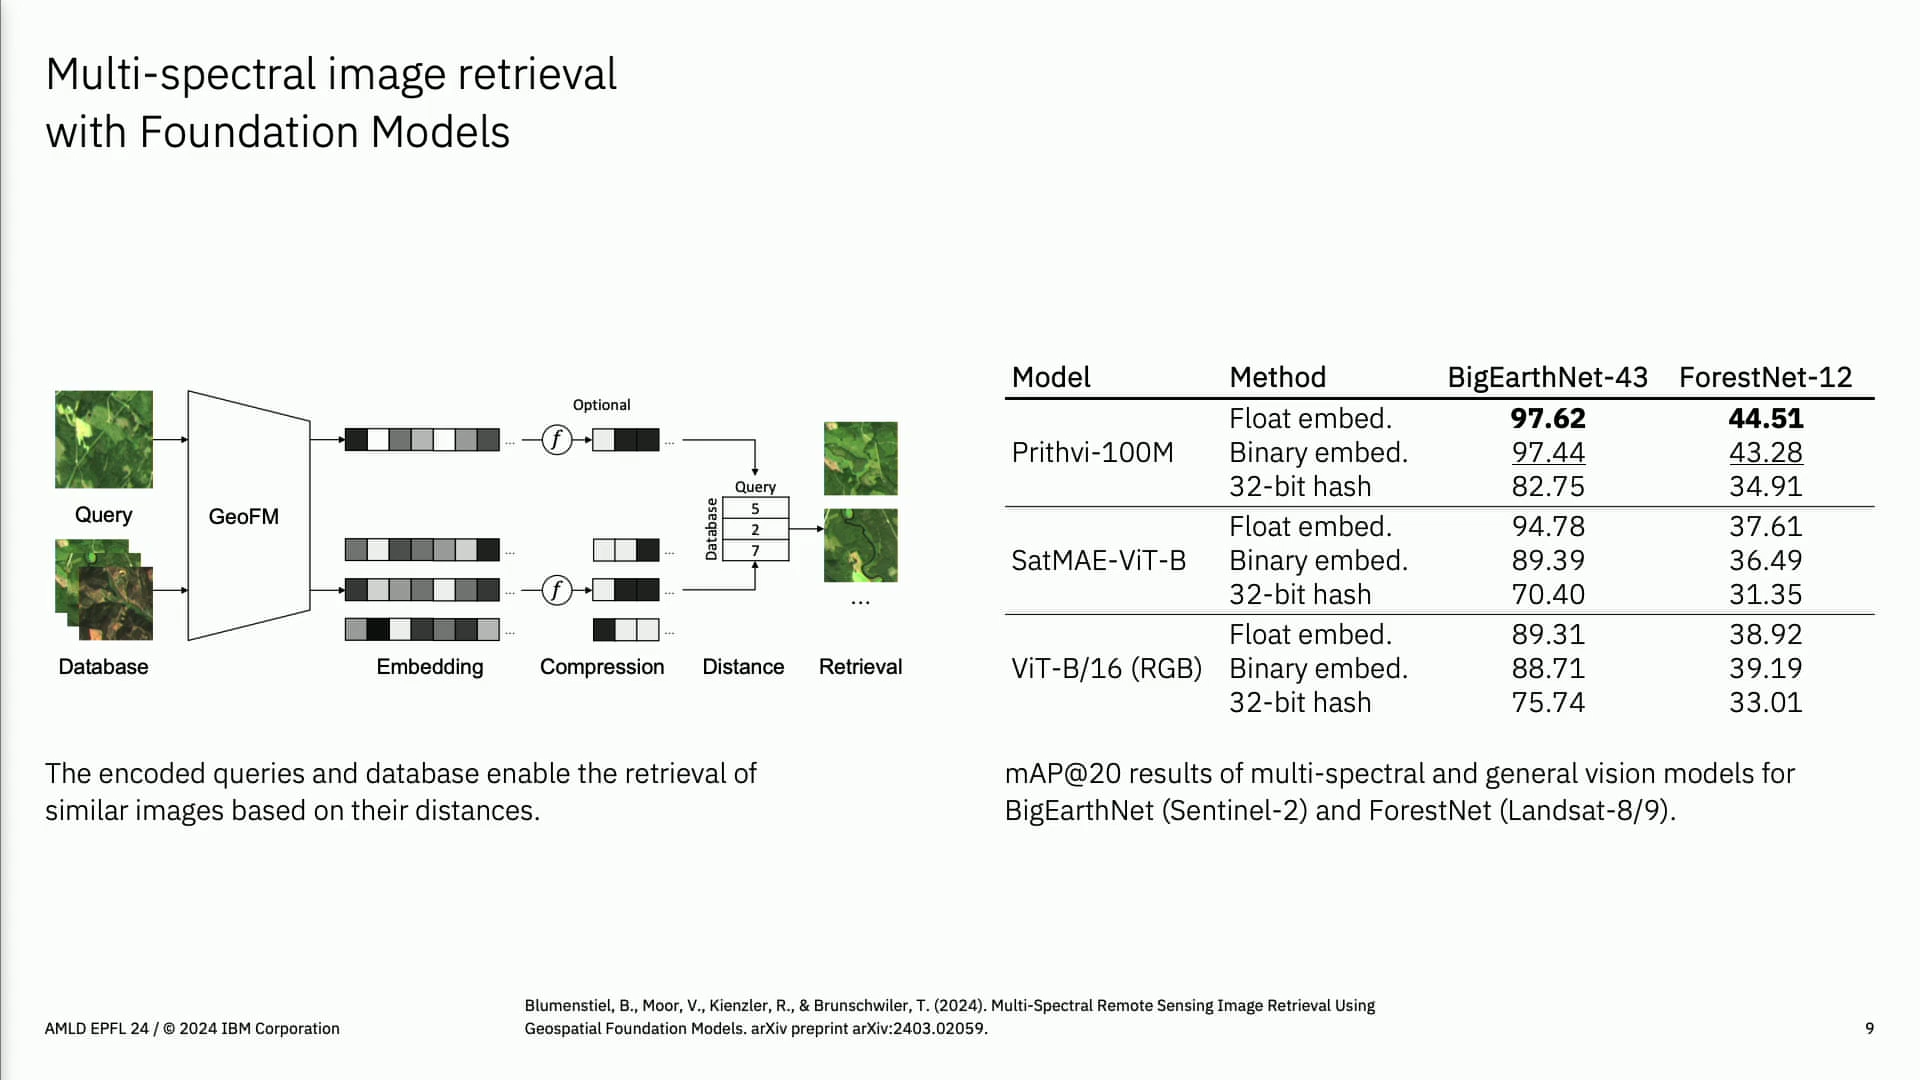 Multi-spectral image retrieval
with Foundation Models
Optional
f
Query
GeoFM
Query
Database
5
2
7
f
...
Database
Embedding
Compression
Distance
Retrieval
The encoded queries and database enable the retrieval of
similar images based on their distances.
Model Method BigEarthNet-43 ForestNet-12
Prithvi-100M
Float embed. 97.62 44.51
Binary embed. 97.44 43.28
32-bit hash 82.75 34.91
SatMAE-ViT-B
Float embed. 94.78 37.61
Binary embed. 89.39 36.49
32-bit hash 70.40 31.35
ViT-B/16 (RGB)
Float embed. 89.31 38.92
Binary embed. 88.71 39.19
32-bit hash 75.74 33.01
mAP@20 results of multi-spectral and general vision models for
BigEarthNet (Sentinel-2) and ForestNet (Landsat-8/9).
Blumenstiel, B., Moor, V., Kienzler, R., & Brunschwiler, T. (2024). Multi-Spectral Remote Sensing Image Retrieval Using
Geospatial Foundation Models. arXiv preprint arXiv:2403.02059.
AMLD EPFL 24 / © 2024 IBM Corporation
9